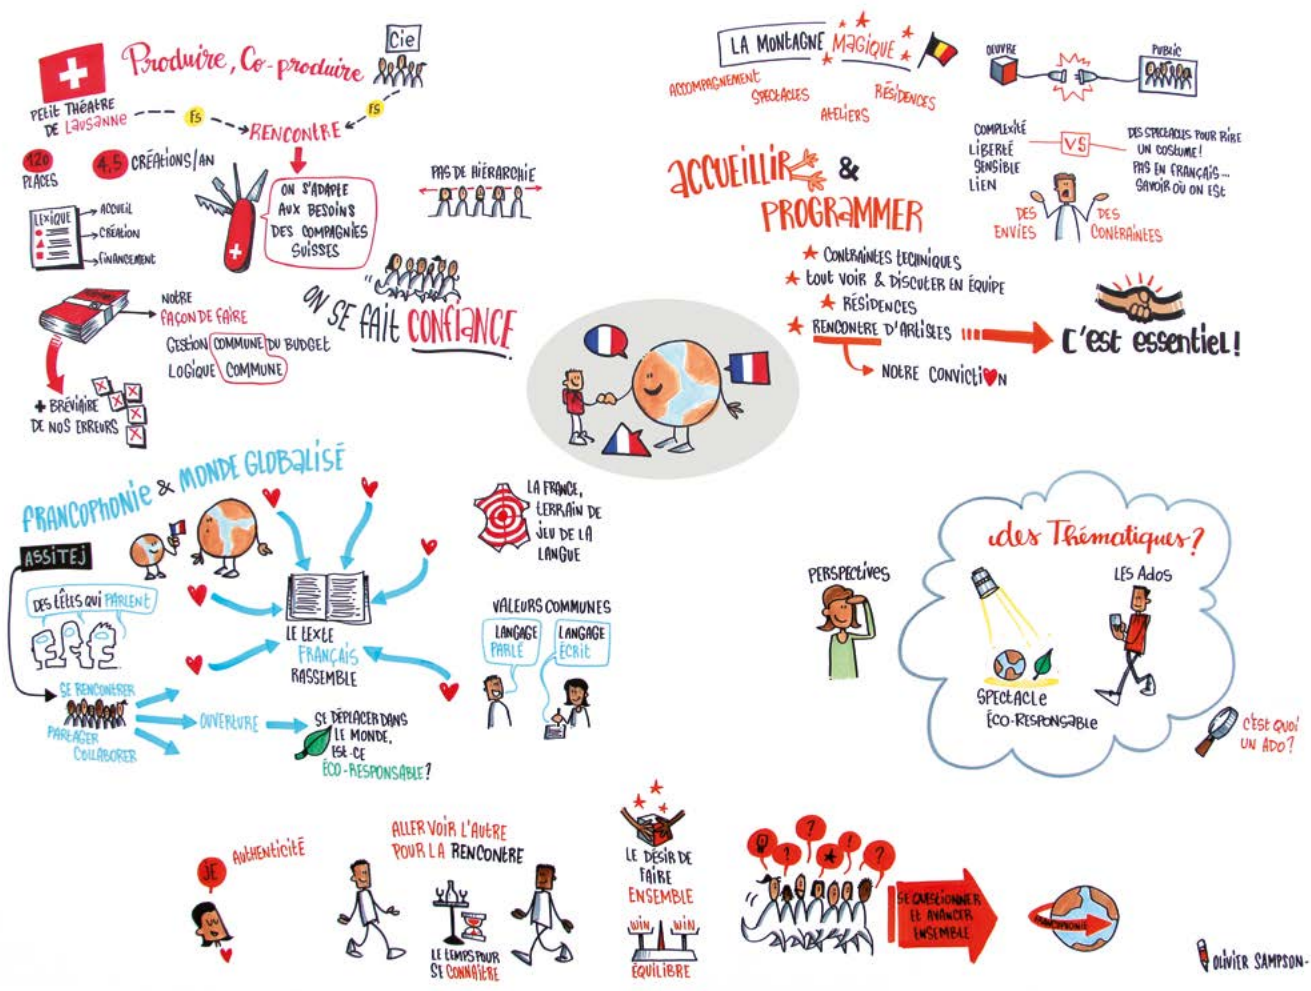 Produire, Co-produire
Cie
Petit théâtre
de Lausanne
FS
FS
RENCONTRE
120
PLACES
4,5 CRÉATIONS/AN
LEXIQUE
ACCUEIL
CRÉATION
FINANCEMENT
ON S'ADAPTE
AUX BESOINS
DES COMPAGNIES
SUISSES
PAS DE HIÉRARCHIE
NOTRE
FAÇON DE FAIRE
GESTION COMMUNE DU BUDGET
LOGIQUE COMMUNE
+ BRÉVIAIRE
DE NOS ERREURS
ON SE FAIT CONFIANCE
LA MONTAGNE MAGIQUE
ACCOMPAGNEMENT
SPECTACLES
ATELIERS
RÉSIDENCES
OEUVRE
PUBLIC
COMPLEXITÉ
LIBERTÉ
SENSIBLE
LIEN
VS
DES SPECTACLES POUR RIRE
UN COSTUME!
PAS EN FRANÇAIS...
SAVOIR OÙ ON EST
DES
ENVIES
DES
CONTRAINTES
ACCUEILLIR &
PROGRAMMER
CONTRAINTES TECHNIQUES
TOUT VOIR & DISCUTER EN ÉQUIPE
RÉSIDENCES
RENCONTRE D'ARTISTES
C'EST ESSENTIEL!
NOTRE CONVICTION
FRANCOPHONIE & MONDE GLOBALISÉ
ASSITEJ
DES TÊTES QUI PARLENT
SE RENCONTRER
PARTAGER
COLLABORER
OUVERTURE
SE DÉPLACER DANS
LE MONDE,
EST-CE
ÉCO-RESPONSABLE?
LE TEXTE
FRANÇAIS
RASSEMBLE
LA FRANCE,
TERRAIN DE
JEU DE LA
LANGUE
VALEURS COMMUNES
LANGAGE
PARLÉ
LANGAGE
ÉCRIT
PERSPECTIVES
des Thématiques?
SPECTACLE
ÉCO-RESPONSABLE
LES ADOS
C'EST QUOI
UN ADO?
JE
AUTHENTICITÉ
ALLER VOIR L'AUTRE
POUR LA RENCONTRE
LE TEMPS POUR
SE CONNAÎTRE
LE DÉSIR DE
FAIRE
ENSEMBLE
WIN WIN
ÉQUILIBRE
? ? ! ?
SE QUESTIONNER
ET AVANCER
ENSEMBLE
FRANCOPHONIE
OLIVIER SAMPSON-